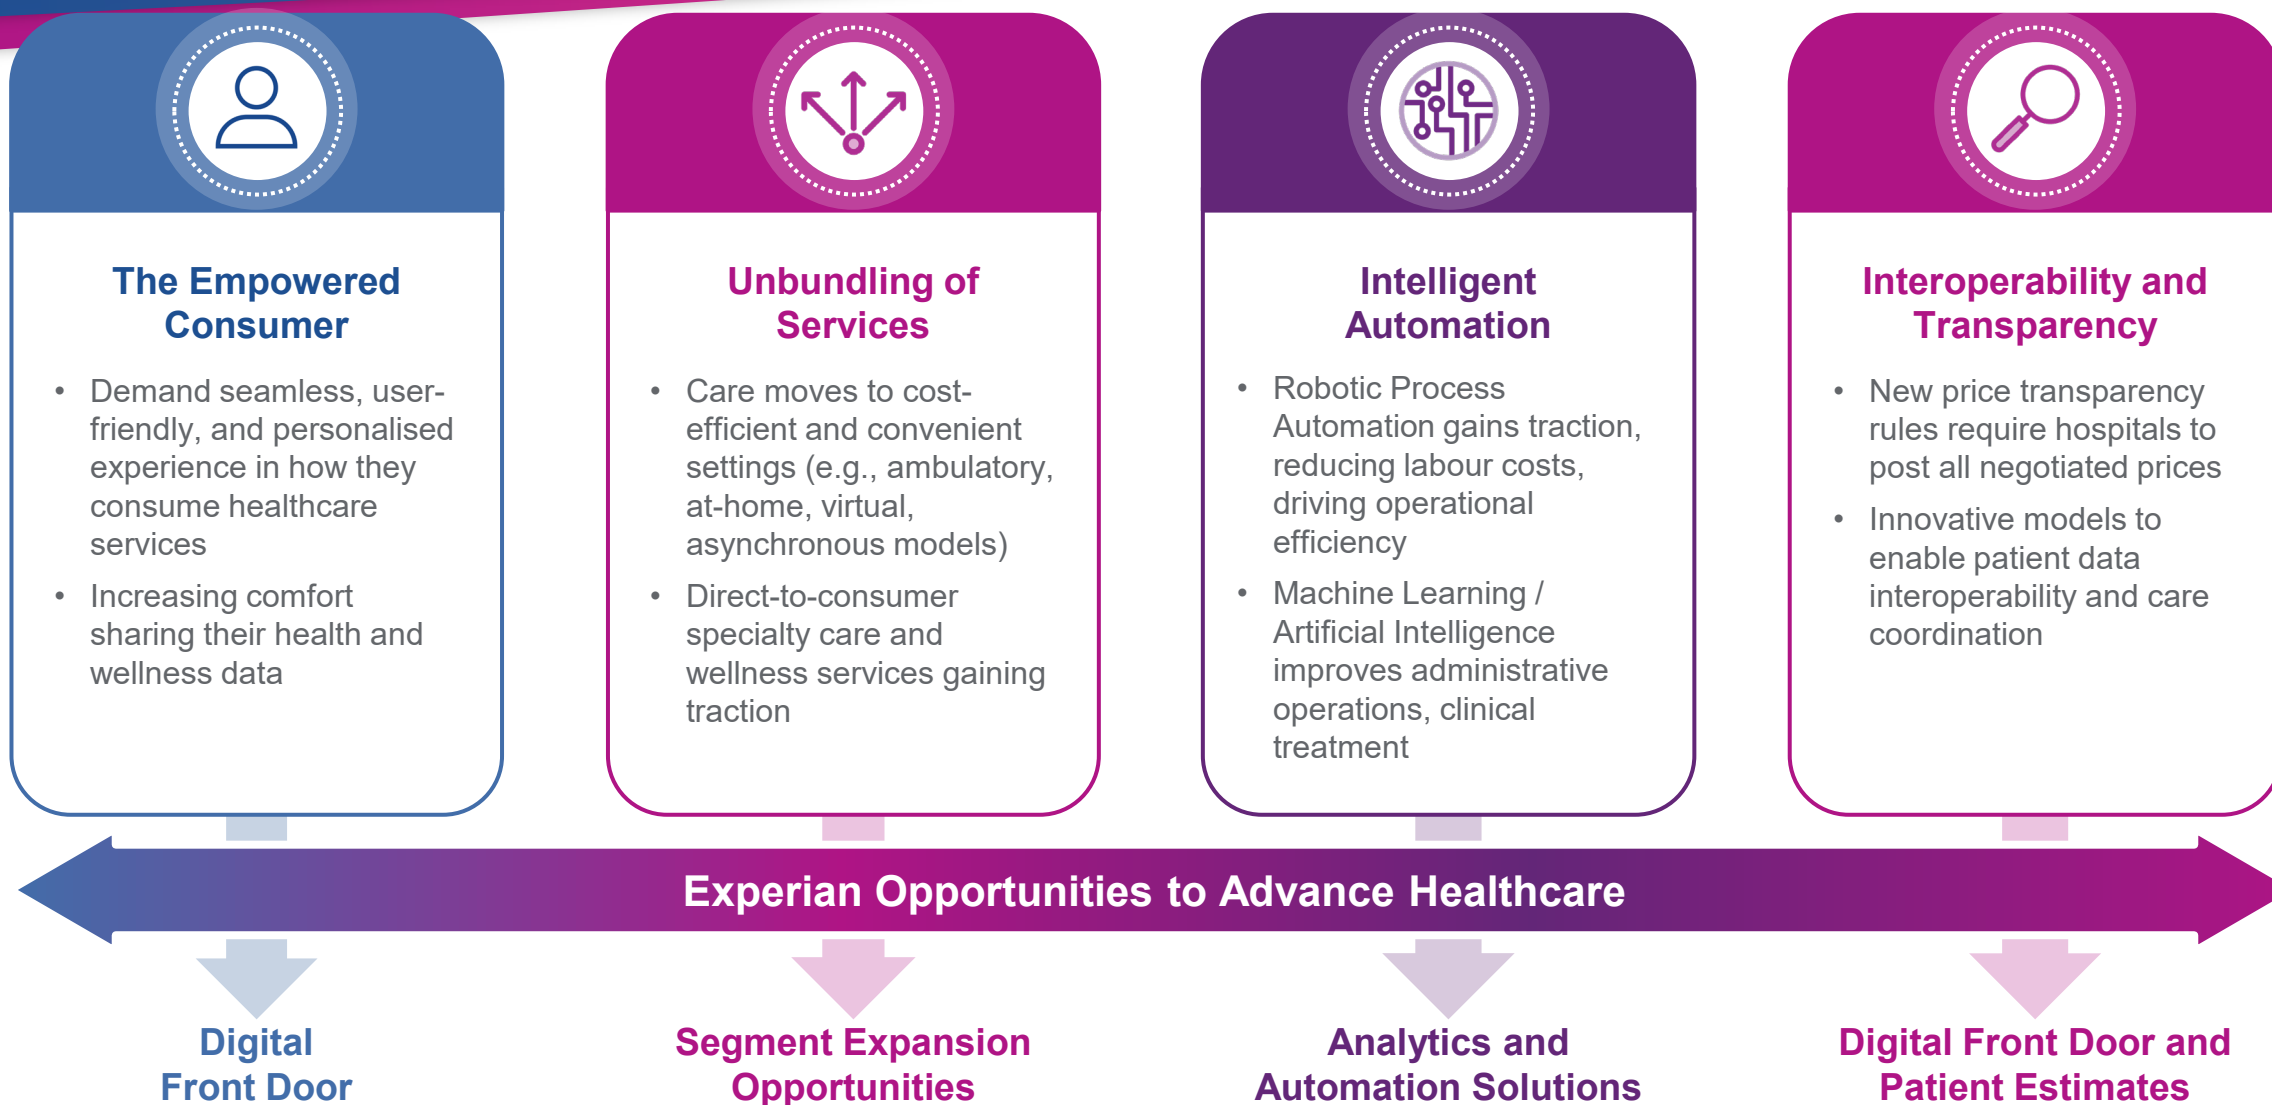 The Empowered
Consumer
• Demand seamless, user-
friendly, and personalised
experience in how they
consume healthcare
services
• Increasing comfort
sharing their health and
wellness data
Unbundling of
Services
• Care moves to cost-
efficient and convenient
settings (e.g., ambulatory,
at-home, virtual,
asynchronous models)
• Direct-to-consumer
specialty care and
wellness services gaining
traction
Intelligent
Automation
• Robotic Process
Automation gains traction,
reducing labour costs,
driving operational
efficiency
• Machine Learning /
Artificial Intelligence
improves administrative
operations, clinical
treatment
Interoperability and
Transparency
• New price transparency
rules require hospitals to
post all negotiated prices
• Innovative models to
enable patient data
interoperability and care
coordination
Experian Opportunities to Advance Healthcare
Digital
Front Door
Segment Expansion
Opportunities
Analytics and
Automation Solutions
Digital Front Door and
Patient Estimates